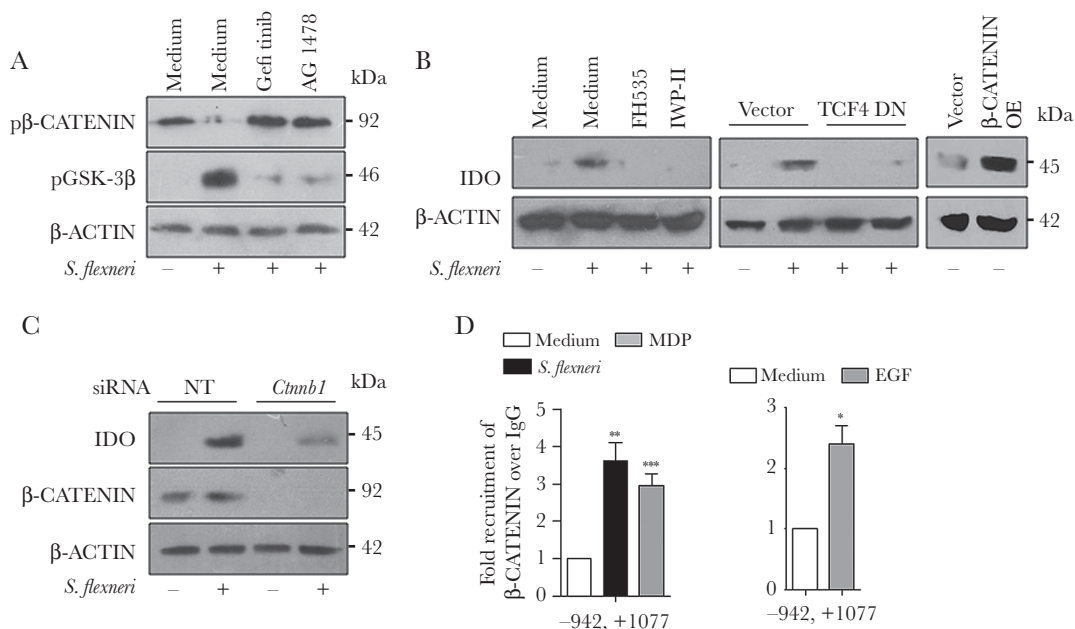 A
Medium
Medium
Gefi tinib
AG 1478
kDa
pβ-CATENIN
92
pGSK-3β
46
β-ACTIN
42
S. flexneri
– + + +
B
Medium
Medium
FH535
IWP-II
Vector
TCF4 DN
Vector
β-CATENIN
OE
kDa
IDO
45
β-ACTIN
42
S. flexneri
– + + + – + + + – –
C
siRNA NT Ctnnb1 kDa
IDO
45
β-CATENIN
92
β-ACTIN
42
S. flexneri
– + – +
D
Medium MDP
S. flexneri
Fold recruitment of
β-CATENIN over IgG
5
4
3
2
1
0
**
***
–942, +1077
Medium EGF
3
2
1
0
*
–942, +1077